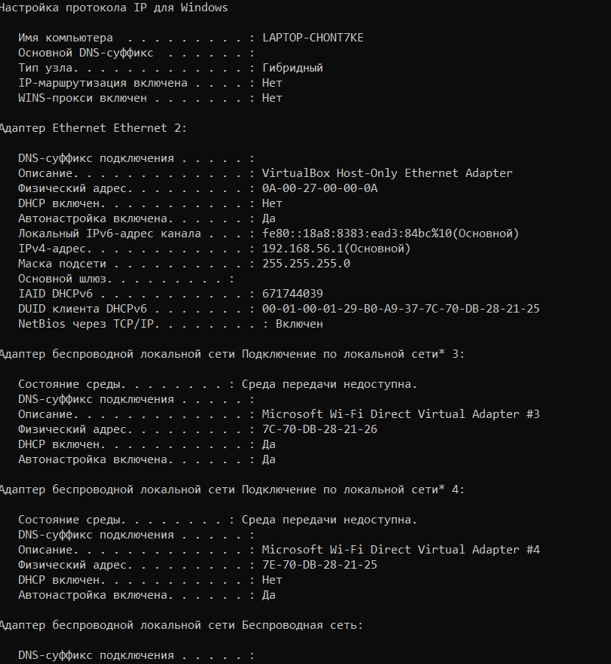 Настройка протокола IP для Windows
Имя компьютера . . . . . . . . . : LAPTOP-CHONT7KE
Основной DNS-суффикс . . . . . . :
Тип узла. . . . . . . . . . . . . : Гибридный
IP-маршрутизация включена . . . . : Нет
WINS-прокси включен . . . . . . . : Нет
Адаптер Ethernet Ethernet 2:
DNS-суффикс подключения . . . . . :
Описание. . . . . . . . . . . . . : VirtualBox Host-Only Ethernet Adapter
Физический адрес. . . . . . . . . : 0A-00-27-00-00-0A
DHCP включен. . . . . . . . . . . : Нет
Автонастройка включена. . . . . . : Да
Локальный IPv6-адрес канала . . . : fe80::18a8:8383:ead3:84bc%10(Основной)
IPv4-адрес. . . . . . . . . . . . : 192.168.56.1(Основной)
Маска подсети . . . . . . . . . . : 255.255.255.0
Основной шлюз. . . . . . . . . :
IAID DHCPv6 . . . . . . . . . . . : 671744039
DUID клиента DHCPv6 . . . . . . . : 00-01-00-01-29-B0-A9-37-7C-70-DB-28-21-25
NetBios через TCP/IP. . . . . . . . : Включен
Адаптер беспроводной локальной сети Подключение по локальной сети* 3:
Состояние среды. . . . . . . . : Среда передачи недоступна.
DNS-суффикс подключения . . . . . :
Описание. . . . . . . . . . . . . : Microsoft Wi-Fi Direct Virtual Adapter #3
Физический адрес. . . . . . . . . : 7C-70-DB-28-21-26
DHCP включен. . . . . . . . . . . : Да
Автонастройка включена. . . . . . : Да
Адаптер беспроводной локальной сети Подключение по локальной сети* 4:
Состояние среды. . . . . . . . : Среда передачи недоступна.
DNS-суффикс подключения . . . . . :
Описание. . . . . . . . . . . . . : Microsoft Wi-Fi Direct Virtual Adapter #4
Физический адрес. . . . . . . . . : 7E-70-DB-28-21-25
DHCP включен. . . . . . . . . . . : Нет
Автонастройка включена. . . . . . : Да
Адаптер беспроводной локальной сети Беспроводная сеть:
DNS-суффикс подключения . . . . . :